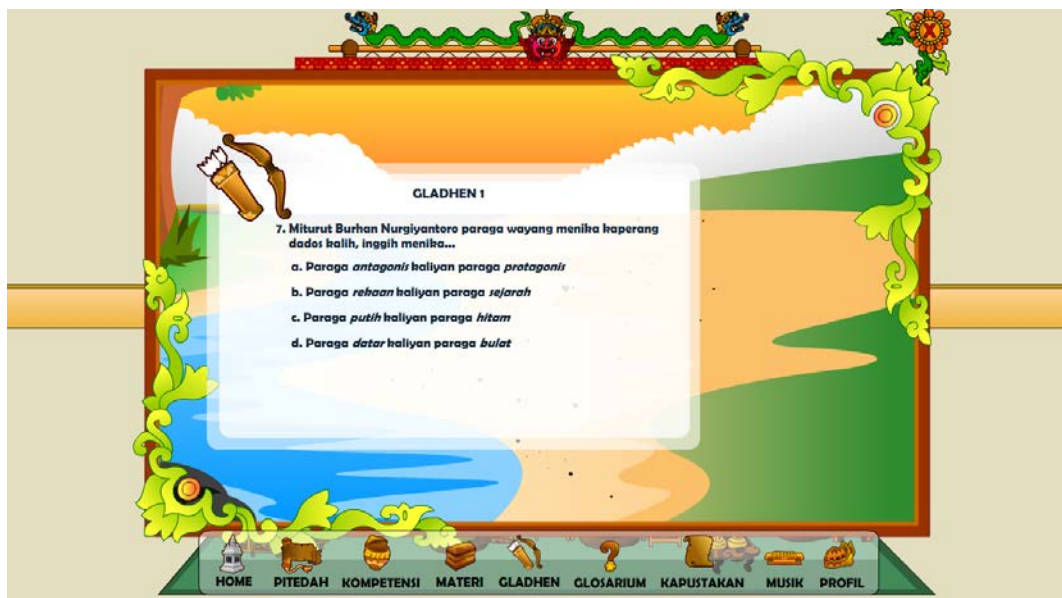 X
GLADHEN 1
7. Miturut Burhan Nurgiyantoro paraga wayang menika kaperang
dados kalih, inggih menika...
a. Paraga antagonis kaliyan paraga protagonis
b. Paraga rekaan kaliyan paraga sejarah
c. Paraga putih kaliyan paraga hitam
d. Paraga datar kaliyan paraga bulat
HOME PITEDAH KOMPETENSI MATERI GLADHEN GLOSARIUM KAPUSTAKAN MUSIK PROFIL